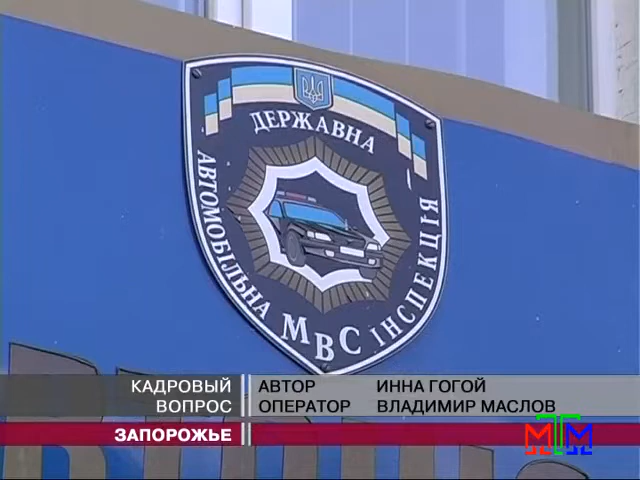 ДЕРЖАВНА
АВТОМОБІЛЬНА
ІНСПЕКЦІЯ
МВС
КАДРОВЫЙ ВОПРОС
АВТОР ИННА ГОГОЙ
ОПЕРАТОР ВЛАДИМИР МАСЛОВ
ЗАПОРОЖЬЕ
МТМ